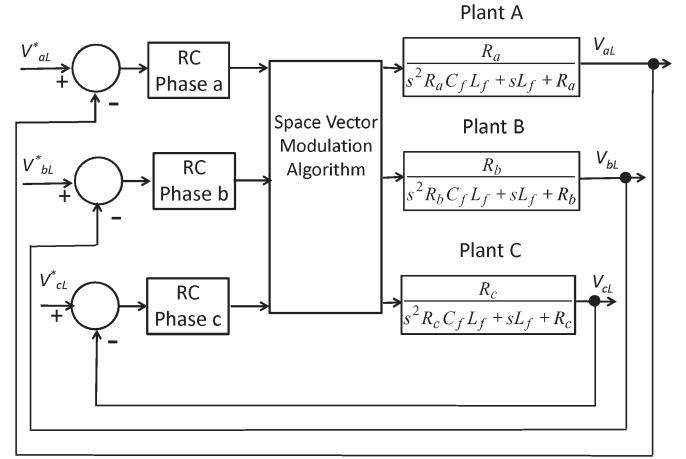 Plant A
V*aL
+
-
RC
Phase a
Space Vector
Modulation
Algorithm
Ra
s²RaCfLf + sLf + Ra
VaL
Plant B
V*bL
+
-
RC
Phase b
Rb
s²RbCfLf + sLf + Rb
VbL
Plant C
V*cL
+
-
RC
Phase c
Rc
s²RcCfLf + sLf + Rc
VcL